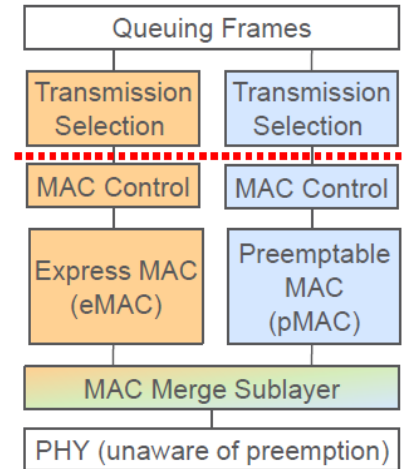 Queuing Frames
Transmission
Selection
Transmission
Selection
MAC Control
MAC Control
Express MAC
(eMAC)
Preemptable
MAC
(pMAC)
MAC Merge Sublayer
PHY (unaware of preemption)